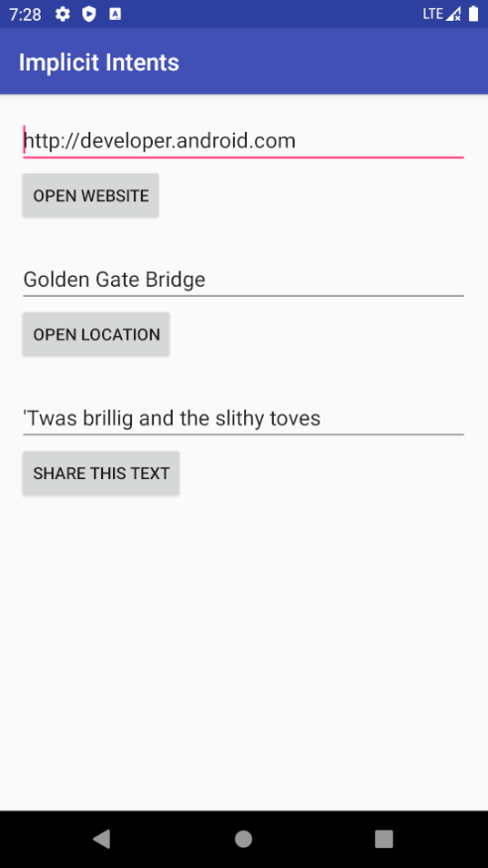 7:28 A LTE
Implicit Intents
http://developer.android.com
OPEN WEBSITE
Golden Gate Bridge
OPEN LOCATION
'Twas brillig and the slithy toves
SHARE THIS TEXT